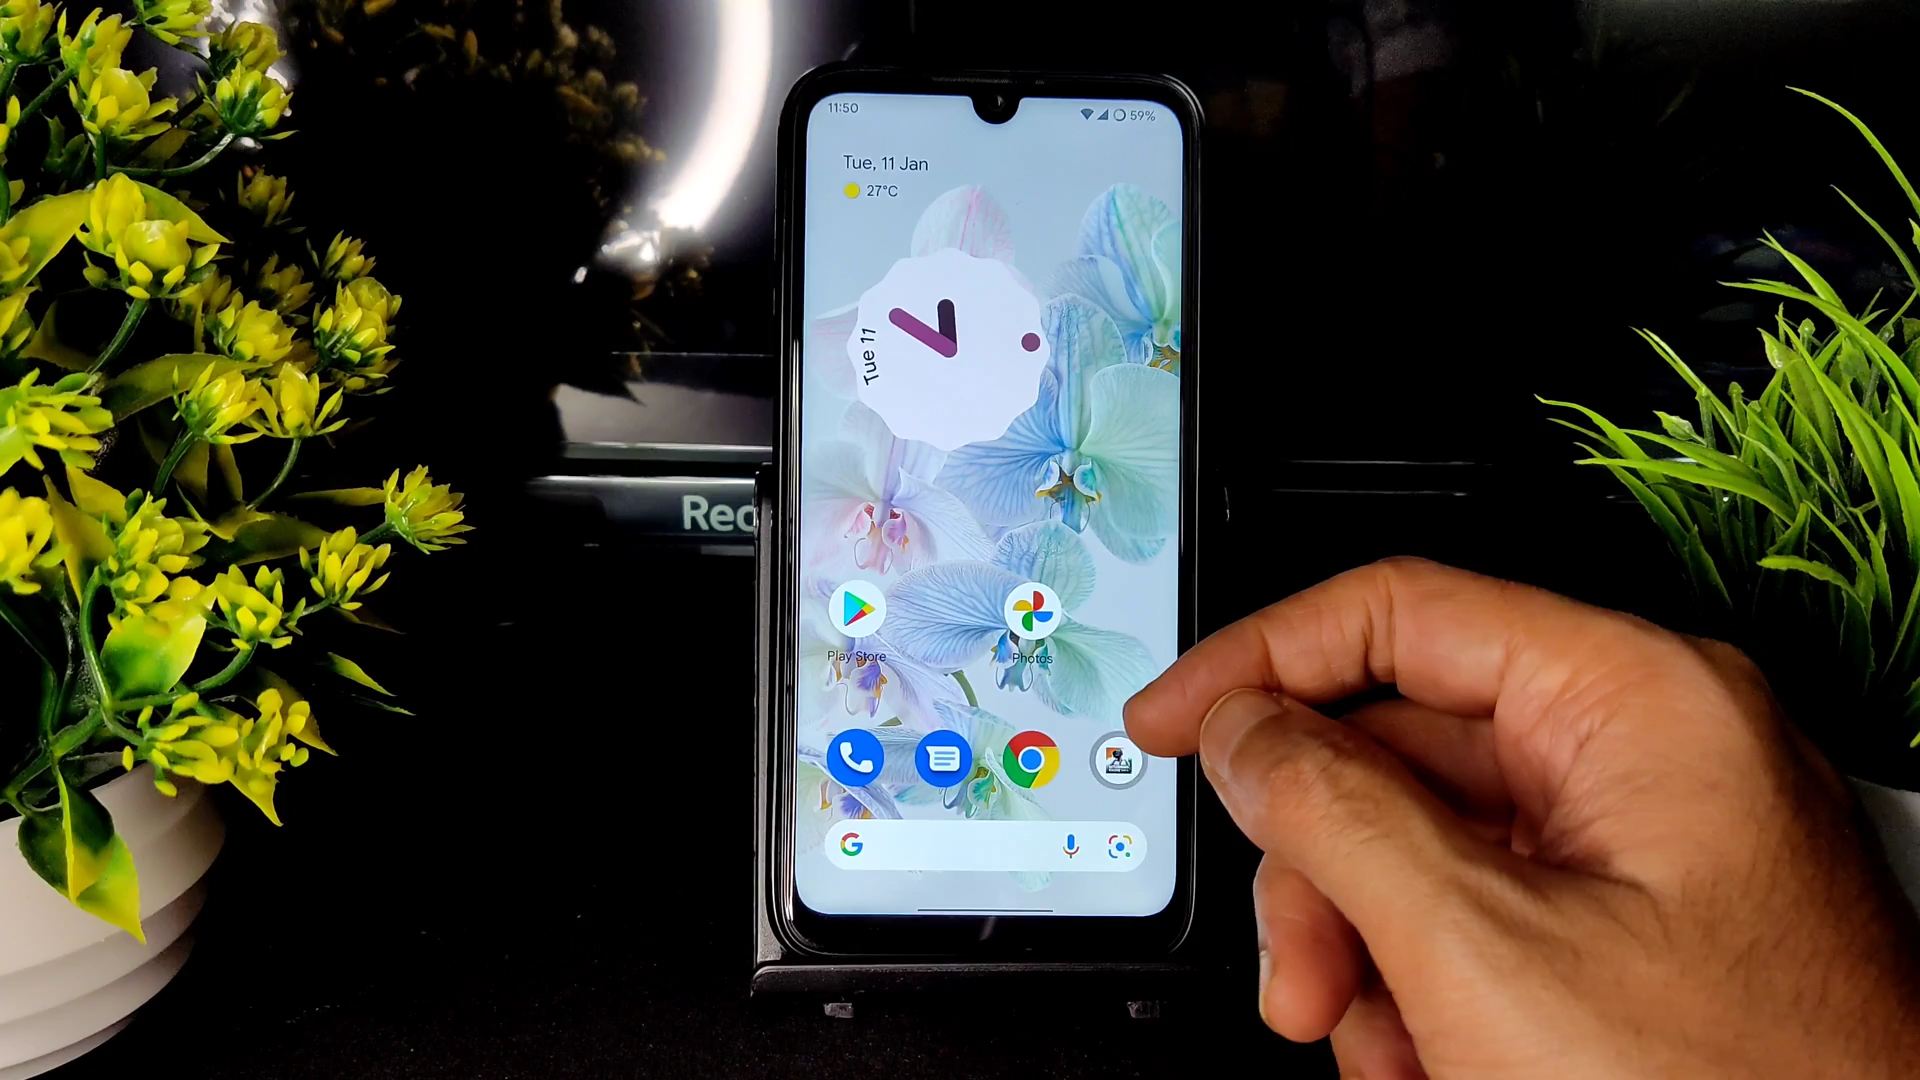 11:50
59%
Tue, 11 Jan
27°C
Tue 11
Rec
Play Store
Photos